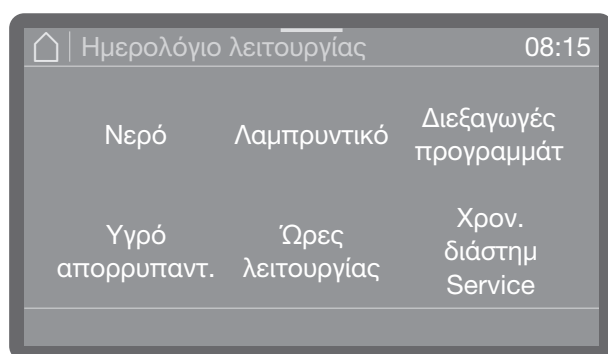 Ημερολόγιο λειτουργίας 08:15
Νερό Λαμπρυντικό Διεξαγωγές
προγραμμάτ
Υγρό
απορρυπαντ. Ώρες
λειτουργίας Χρον.
διάστημ
Service